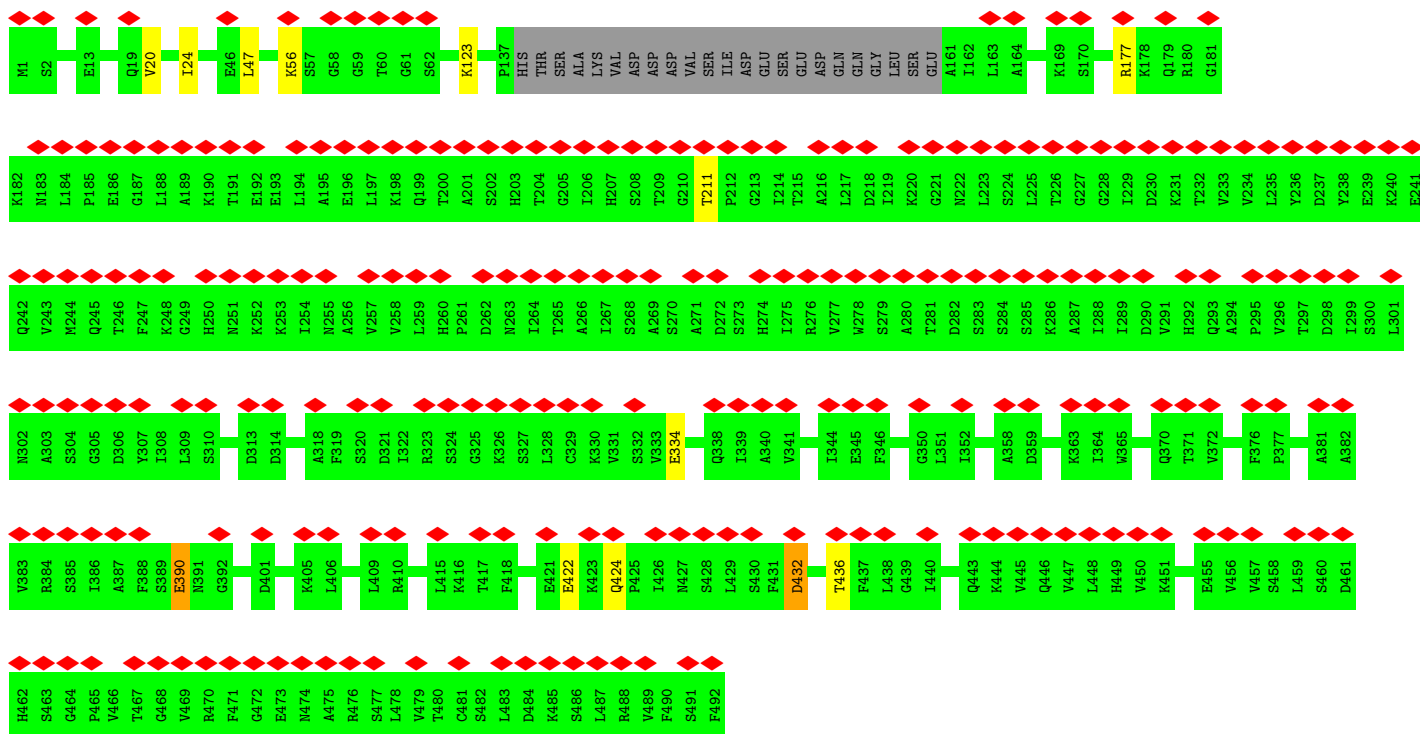 M1 S2 E13 Q19 V20 I24 E46 L47 K56 S57 G58 G59 T60 G61 S62 K123 P137 HIS THR SER ALA LYS VAL ASP ASP ASP VAL SER ILE ASP GLU SER GLU ASP GLN GLN GLY LEU SER GLU A161 I162 L163 A164 K169 S170 R177 K178 Q179 R180 G181
K182 N183 L184 P185 E186 G187 L188 A189 K190 T191 E192 E193 L194 A195 E196 L197 K198 Q199 T200 A201 S202 H203 T204 G205 I206 H207 S208 T209 G210 T211 P212 G213 I214 T215 A216 L217 D218 I219 K220 G221 N222 L223 S224 L225 T226 G227 G228 I229 D230 K231 T232 V233 V234 L235 Y236 D237 Y238 E239 K240 E241
Q242 V243 M244 Q245 T246 F247 K248 G249 H250 N251 K252 K253 I254 N255 A256 V257 V258 L259 H260 P261 D262 N263 I264 T265 A266 I267 S268 A269 S270 A271 D272 S273 H274 I275 R276 V277 W278 S279 A280 T281 D282 S283 S284 S285 K286 A287 I288 I289 D290 V291 H292 Q293 A294 P295 V296 T297 D298 I299 S300 L301
N302 A303 S304 G305 D306 Y307 I308 L309 S310 D313 D314 A318 F319 S320 D321 I322 R323 S324 G325 K326 S327 L328 C329 K330 V331 S332 V333 E334 Q338 I339 A340 V341 I344 E345 F346 G350 L351 I352 A358 D359 K363 I364 W365 Q370 T371 V372 F376 P377 A381 A382
V383 R384 S385 I386 A387 F388 S389 E390 N391 G392 D401 K405 L406 L409 R410 L415 K416 T417 F418 E421 E422 K423 Q424 P425 I426 N427 S428 L429 S430 F431 D432 T436 F437 L438 G439 I440 Q443 K444 V445 Q446 V447 L448 H449 V450 K451 E455 V456 V457 S458 L459 S460 D461
H462 S463 G464 P465 V466 T467 G468 V469 R470 F471 G472 E473 N474 A475 R476 S477 L478 V479 T480 C481 S482 L483 D484 K485 S486 L487 R488 V489 F490 S491 F492